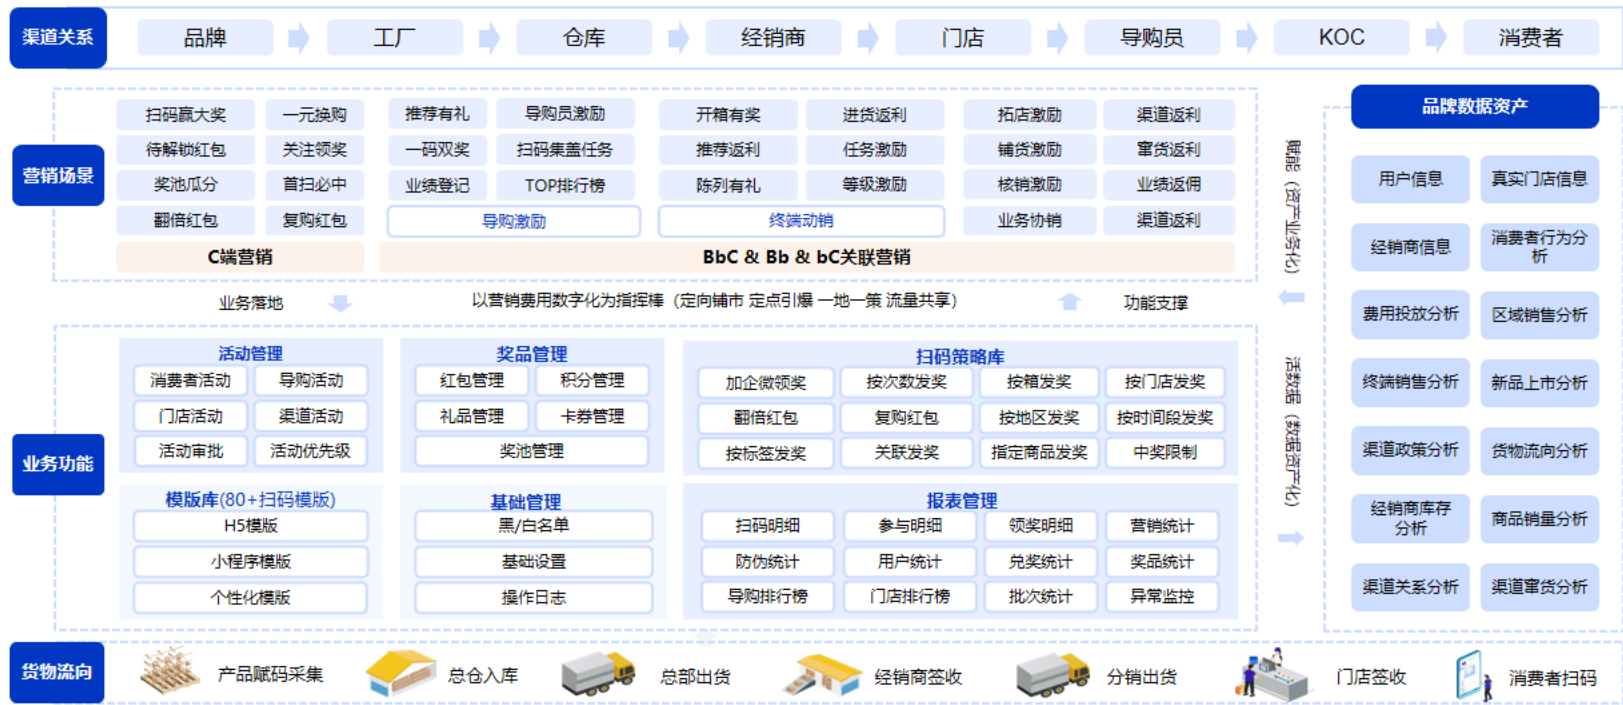 渠道关系
品牌
工厂
仓库
经销商
门店
导购员
KOC
消费者
营销场景
扫码赢大奖
一元换购
推荐有礼
导购员激励
开箱有奖
进货返利
拓店激励
渠道返利
待解锁红包
关注领奖
一码双奖
扫码集盖任务
推荐返利
任务激励
铺货激励
窜货返利
奖池瓜分
首扫必中
业绩登记
TOP排行榜
陈列有礼
等级激励
核销激励
业绩返佣
翻倍红包
复购红包
导购激励
终端动销
业务协销
渠道返利
C端营销
BbC & Bb & bC关联营销
业务落地
以营销费用数字化为指挥棒（定向铺市 定点引爆 一地一策 流量共享）
功能支撑
业务功能
活动管理
消费者活动
导购活动
门店活动
渠道活动
活动审批
活动优先级
奖品管理
红包管理
积分管理
礼品管理
卡券管理
奖池管理
扫码策略库
加企微领奖
按次数发奖
按箱发奖
按门店发奖
翻倍红包
复购红包
按地区发奖
按时间段发奖
按标签发奖
关联发奖
指定商品发奖
中奖限制
模版库(80+扫码模版)
H5模版
小程序模版
个性化模版
基础管理
黑/白名单
基础设置
操作日志
报表管理
扫码明细
参与明细
领奖明细
营销统计
防伪统计
用户统计
兑奖统计
奖品统计
导购排行榜
门店排行榜
批次统计
异常监控
赋能（资产业务化）
活数据（数据资产化）
品牌数据资产
用户信息
真实门店信息
经销商信息
消费者行为分
析
费用投放分析
区域销售分析
终端销售分析
新品上市分析
渠道政策分析
货物流向分析
经销商库存
分析
商品销量分析
渠道关系分析
渠道窜货分析
货物流向
产品赋码采集
总仓入库
总部出货
经销商签收
分销出货
门店签收
消费者扫码